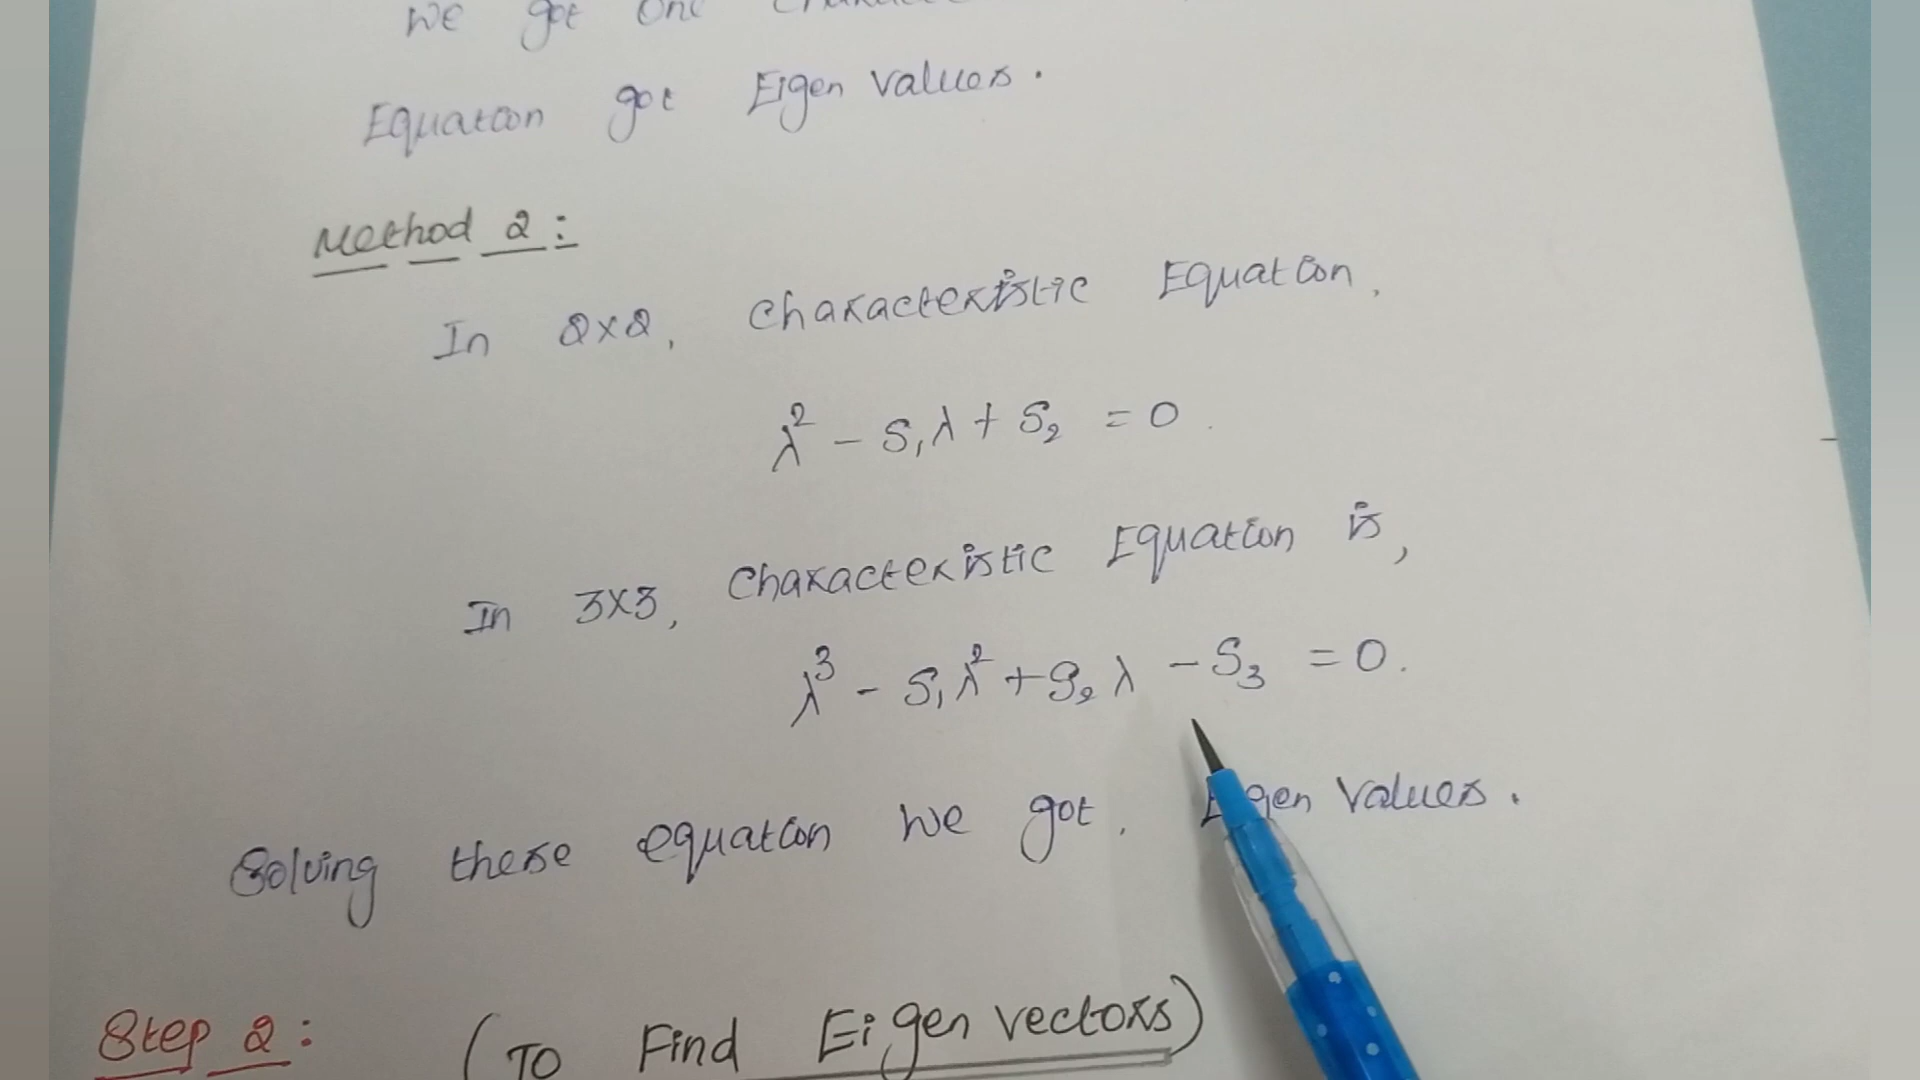 We got one
Equation got Eigen values.
Method 2:
In 2x2, Characteristic Equation,
λ² - S₁λ + S₂ = 0.
In 3x3, Characteristic Equation is,
λ³ - S₁λ² + S₂λ - S₃ = 0.
Solving these equation we got, Eigen values.
Step 2: (To Find Eigen vectors)